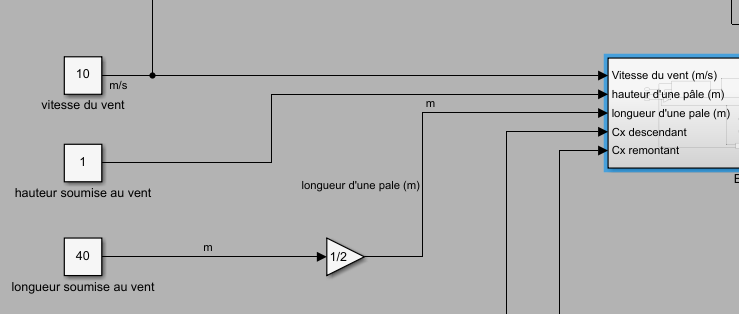 10
m/s
vitesse du vent
Vitesse du vent (m/s)
hauteur d'une pâle (m)
m
longueur d'une pale (m)
Cx descendant
Cx remontant
1
hauteur soumise au vent
longueur d'une pale (m)
40
m
1/2
longueur soumise au vent